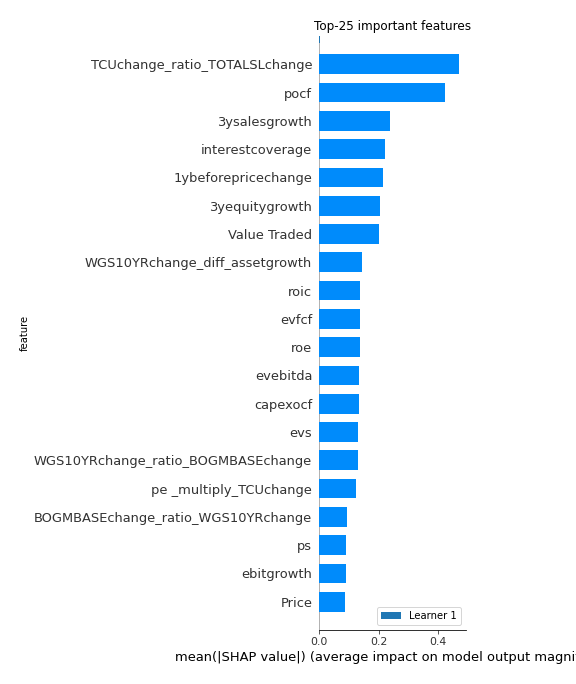 Top-25 important features
TCUchange_ratio_TOTALSLchange
pocf
3ysalesgrowth
interestcoverage
1ybeforepricechange
3yequitygrowth
Value Traded
WGS10YRchange_diff_assetgrowth
roic
evfcf
roe
evebitda
capexocf
evs
WGS10YRchange_ratio_BOGMBASEchange
pe _multiply_TCUchange
BOGMBASEchange_ratio_WGS10YRchange
ps
ebitgrowth
Price
feature
Learner 1
0.0 0.2 0.4
mean(|SHAP value|) (average impact on model output magni